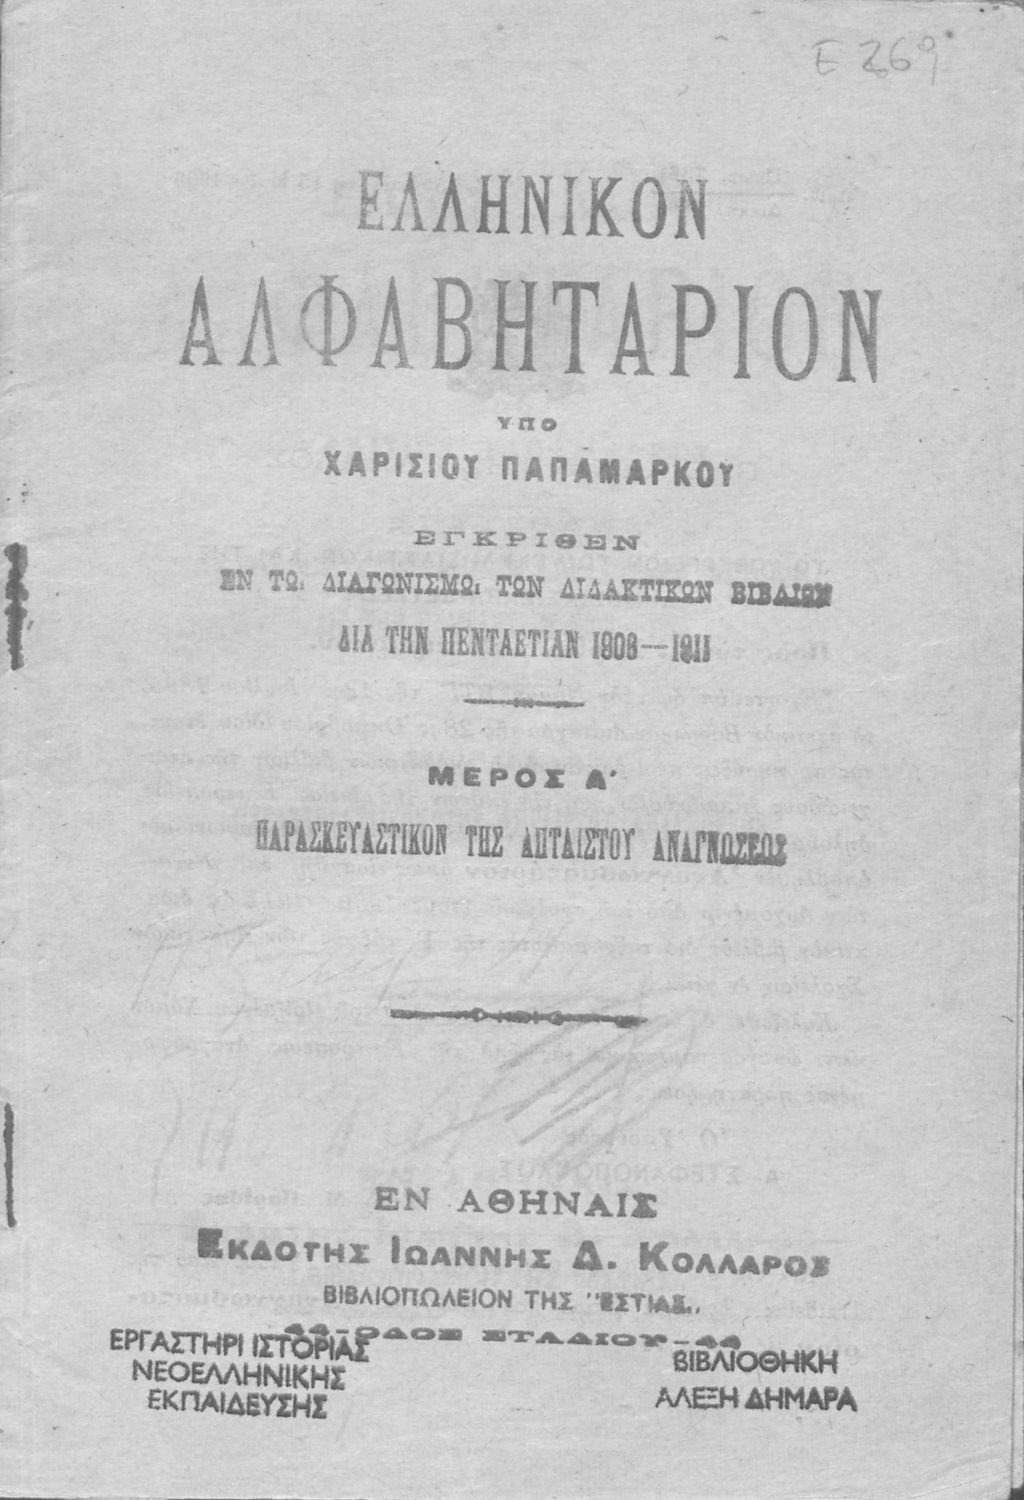 Ε 269
ΕΛΛΗΝΙΚΟΝ
ΑΛΦΑΒΗΤΑΡΙΟΝ
ΥΠΟ
ΧΑΡΙΣΙΟΥ ΠΑΠΑΜΑΡΚΟΥ
ΕΓΚΡΙΘΕΝ
ΕΝ ΤΩι ΔΙΑΓΩΝΙΣΜΩι ΤΩΝ ΔΙΔΑΚΤΙΚΩΝ ΒΙΒΛΙΩΝ
ΔΙΑ ΤΗΝ ΠΕΝΤΑΕΤΙΑΝ 1908—1911
ΜΕΡΟΣ Α'
ΠΑΡΑΣΚΕΥΑΣΤΙΚΟΝ ΤΗΣ ΑΠΤΑΙΣΤΟΥ ΑΝΑΓΝΩΣΕΩΣ
ΕΝ ΑΘΗΝΑΙΣ
ΕΚΔΟΤΗΣ ΙΩΑΝΝΗΣ Δ. ΚΟΛΛΑΡΟΣ
ΒΙΒΛΙΟΠΩΛΕΙΟΝ ΤΗΣ "ΕΣΤΙΑΣ„
44-ΟΔΟΣ ΣΤΑΔΙΟΥ-44
ΕΡΓΑΣΤΗΡΙ ΙΣΤΟΡΙΑΣ
ΝΕΟΕΛΛΗΝΙΚΗΣ
ΕΚΠΑΙΔΕΥΣΗΣ
ΒΙΒΛΙΟΘΗΚΗ
ΑΛΕΞΗ ΔΗΜΑΡΑ